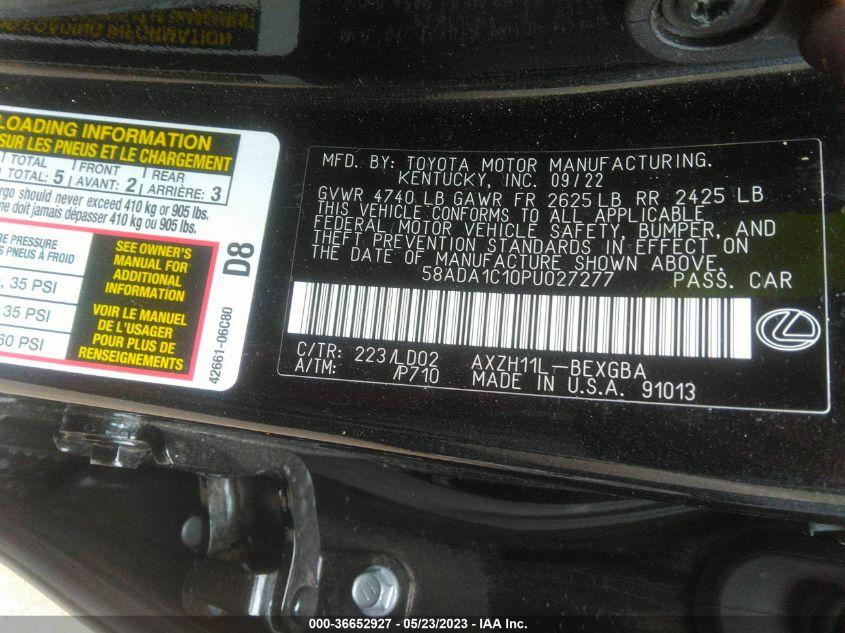 LOADING INFORMATION
SUR LES PNEUS ET LE CHARGEMENT
TOTAL FRONT REAR
TOTAL: 5 AVANT: 2 ARRIÈRE: 3
should never exceed 410 kg or 905 lbs.
ne doit jamais dépasser 410 kg ou 905 lbs.
PRESSURE
PNEUS À FROID
35 PSI
35 PSI
60 PSI
SEE OWNER'S
MANUAL FOR
ADDITIONAL
INFORMATION
VOIR LE MANUEL
DE L'USAGER
POUR PLUS DE
RENSEIGNEMENTS
D8
42661-06C80
MFD. BY: TOYOTA MOTOR MANUFACTURING.
KENTUCKY, INC. 09/22
GVWR 4740 LB GAWR FR 2625 LB RR 2425 LB
THIS VEHICLE CONFORMS TO ALL APPLICABLE
FEDERAL MOTOR VEHICLE SAFETY, BUMPER, AND
THEFT PREVENTION STANDARDS IN EFFECT ON
THE DATE OF MANUFACTURE SHOWN ABOVE.
58ADA1C10PU027277 PASS. CAR
C/TR: 223/LD02 AXZH11L-BEXGBA
A/TM: /P710 MADE IN U.S.A. 91013
000-36652927 / 05/23/2023 - IAA Inc.